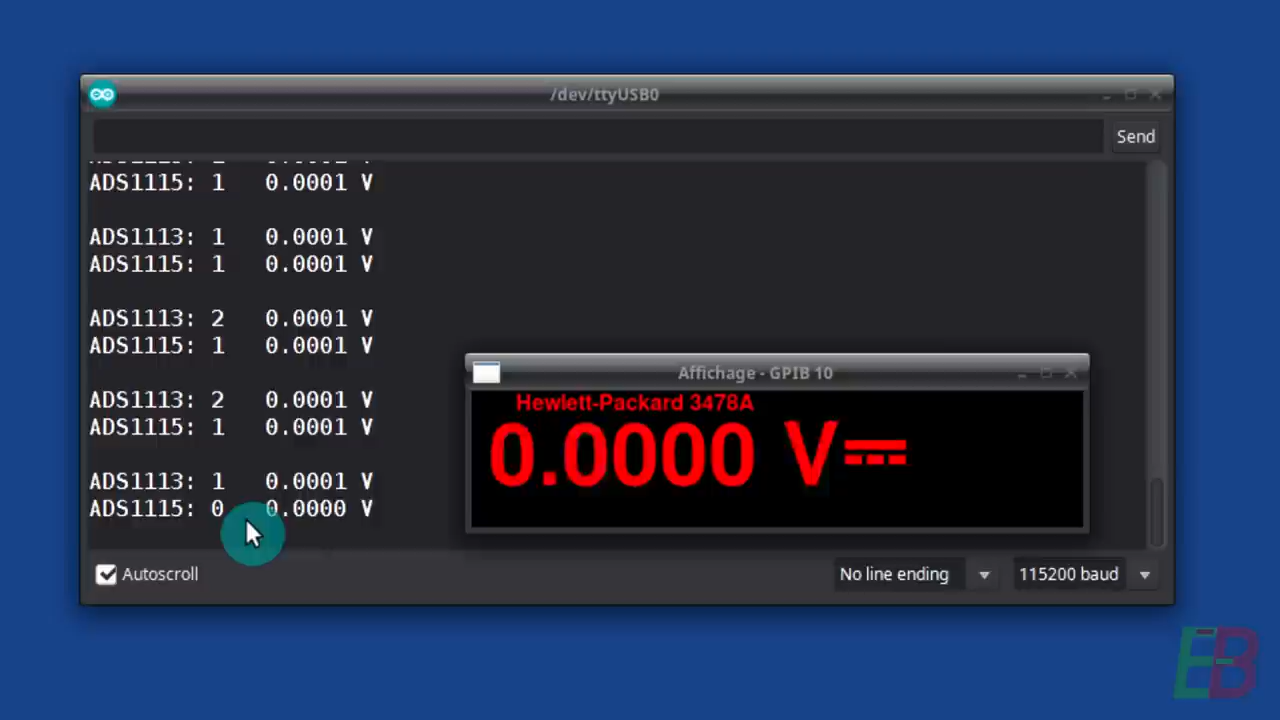 /dev/ttyUSB0
Send
ADS1115: 1 0.0001 V
ADS1113: 1 0.0001 V
ADS1115: 1 0.0001 V
ADS1113: 2 0.0001 V
ADS1115: 1 0.0001 V
ADS1113: 2 0.0001 V
ADS1115: 1 0.0001 V
ADS1113: 1 0.0001 V
ADS1115: 0 0.0000 V
Affichage - GPIB 10
Hewlett-Packard 3478A
0.0000 V⎓
Autoscroll
No line ending
115200 baud
EB